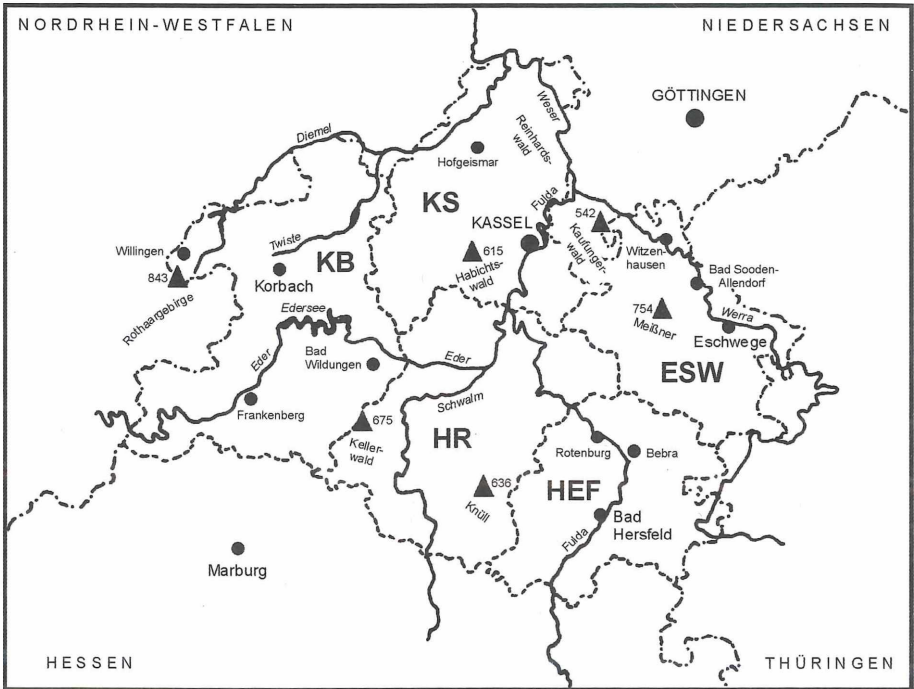 NORDRHEIN-WESTFALEN
NIEDERSACHSEN
GÖTTINGEN
Weser
Diemel
Reinhards-
wald
Hofgeismar
KS
Fulda
542
Kaufunger-
wald
KASSEL
Willingen
Twiste
615
Habichts-
wald
Witzen-
hausen
843
KB
Korbach
Bad Sooden-
Allendorf
Rothaargebirge
Edersee
754
Meißner
Werra
Eschwege
Eder
Bad
Wildungen
Eder
ESW
Frankenberg
Schwalm
675
Keller-
wald
HR
Rotenburg
Bebra
636
Knüll
HEF
Bad
Hersfeld
Fulda
Marburg
HESSEN
THÜRINGEN